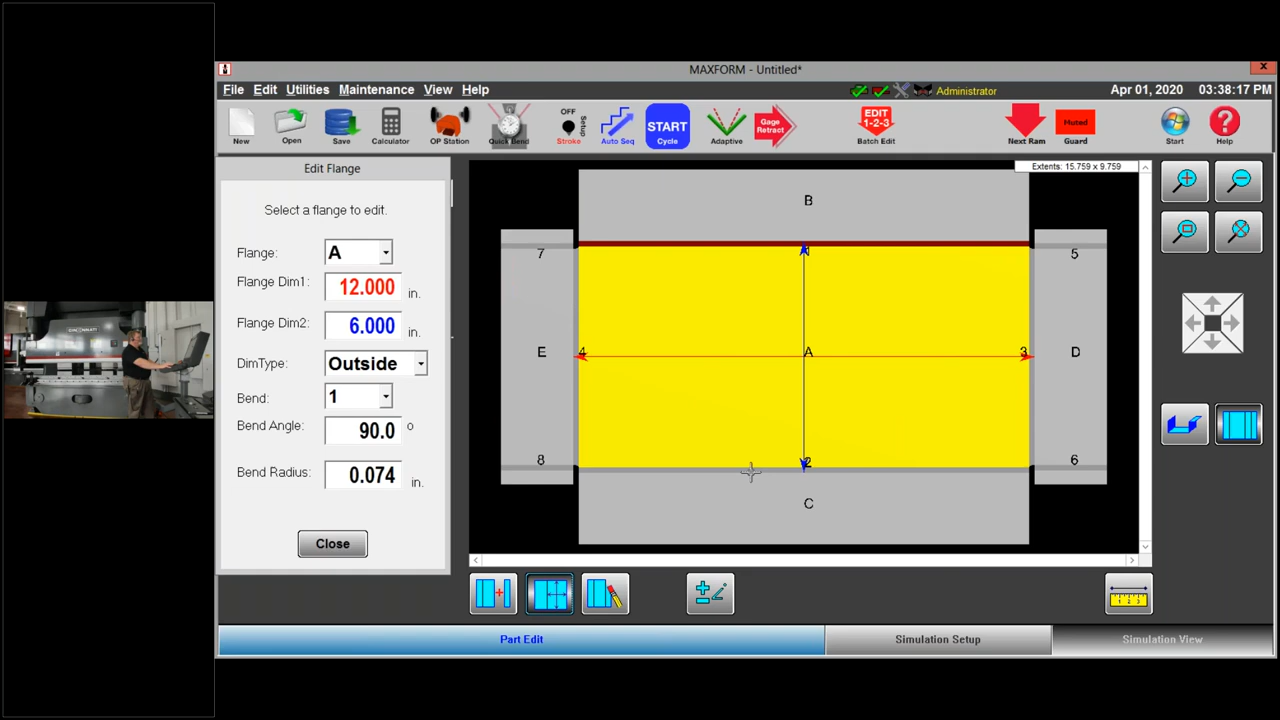 MAXFORM - Untitled*
File Edit Utilities Maintenance View Help
Administrator
Apr 01, 2020 03:38:17 PM
New
Open
Save
Calculator
OP Station
Quick Bend
OFF
Setup
Stroke
Auto Seq
START
Cycle
Adaptive
Gage
Retract
EDIT
1-2-3
Batch Edit
Next Ram
Muted
Guard
Start
Help
Edit Flange
Select a flange to edit.
Flange: A
Flange Dim1: 12.000 in.
Flange Dim2: 6.000 in.
DimType: Outside
Bend: 1
Bend Angle: 90.0 o
Bend Radius: 0.074 in.
Close
Extents: 15.759 x 9.759
B
7 1 5
E 4 A 3 D
8 2 6
C
1 2 3
Part Edit
Simulation Setup
Simulation View
CINCINNATI